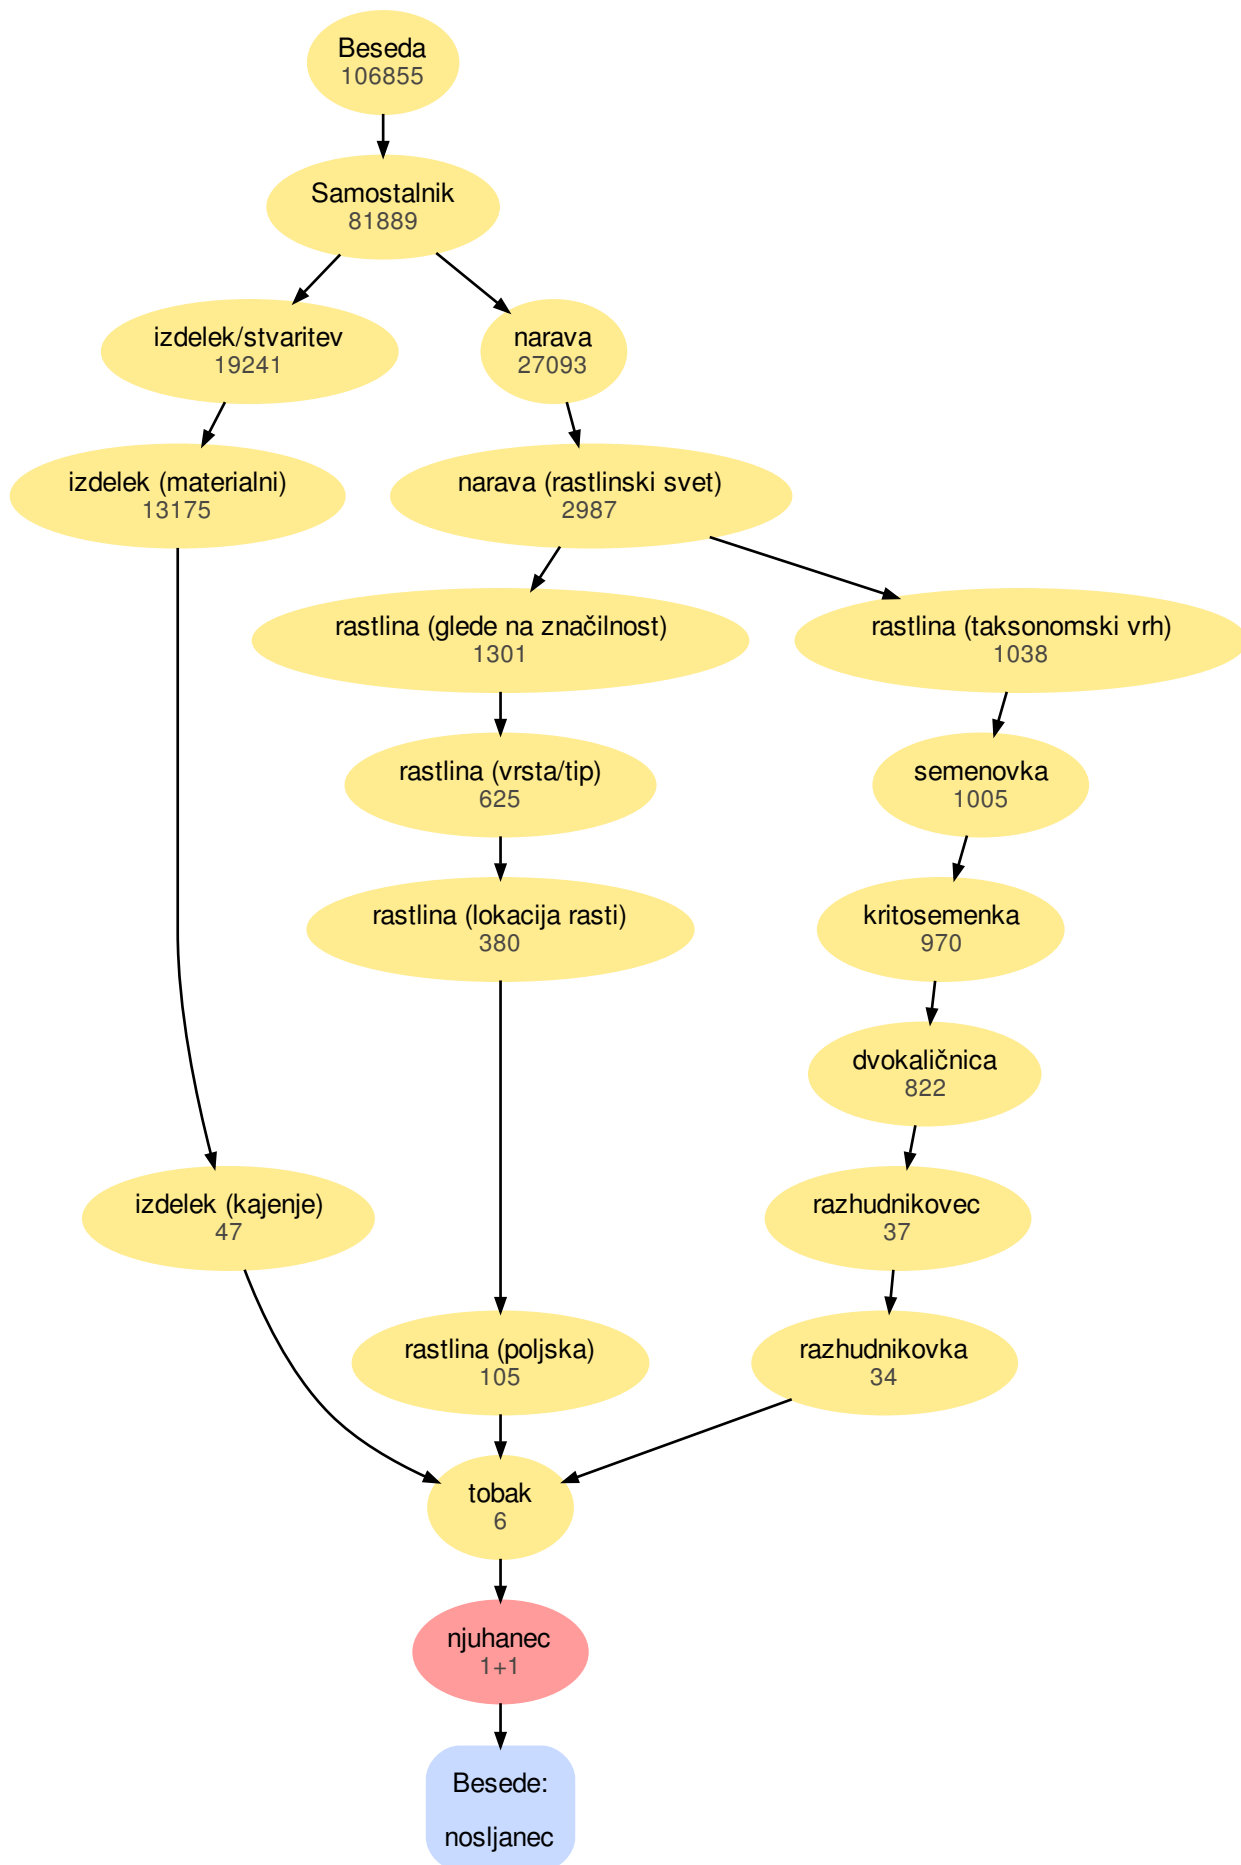 Beseda
106855
Samostalnik
81889
izdelek/stvaritev
19241
narava
27093
izdelek (materialni)
13175
narava (rastlinski svet)
2987
rastlina (glede na značilnost)
1301
rastlina (taksonomski vrh)
1038
rastlina (vrsta/tip)
625
semenovka
1005
rastlina (lokacija rasti)
380
kritosemenka
970
dvokaličnica
822
izdelek (kajenje)
47
razhudnikovec
37
rastlina (poljska)
105
razhudnikovka
34
tobak
6
njuhanec
1+1
Besede:
nosljanec